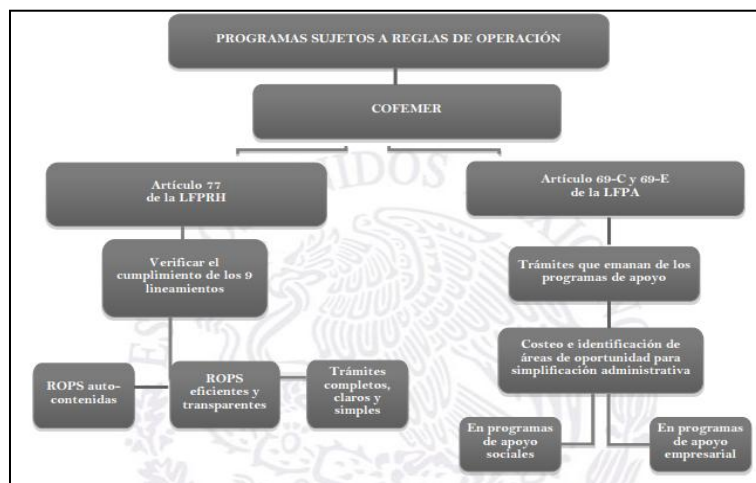 PROGRAMAS SUJETOS A REGLAS DE OPERACIÓN
COFEMER
Artículo 77
de la LFPRH
Verificar el
cumplimiento de los 9
lineamientos
ROPS auto-
contenidas
ROPS
eficientes y
transparentes
Trámites
completos,
claros y
simples
Artículo 69-C y 69-E
de la LFPA
Trámites que emanan de los
programas de apoyo
Costeo e identificación de
áreas de oportunidad para
simplificación administrativa
En programas
de apoyo
sociales
En programas
de apoyo
empresarial